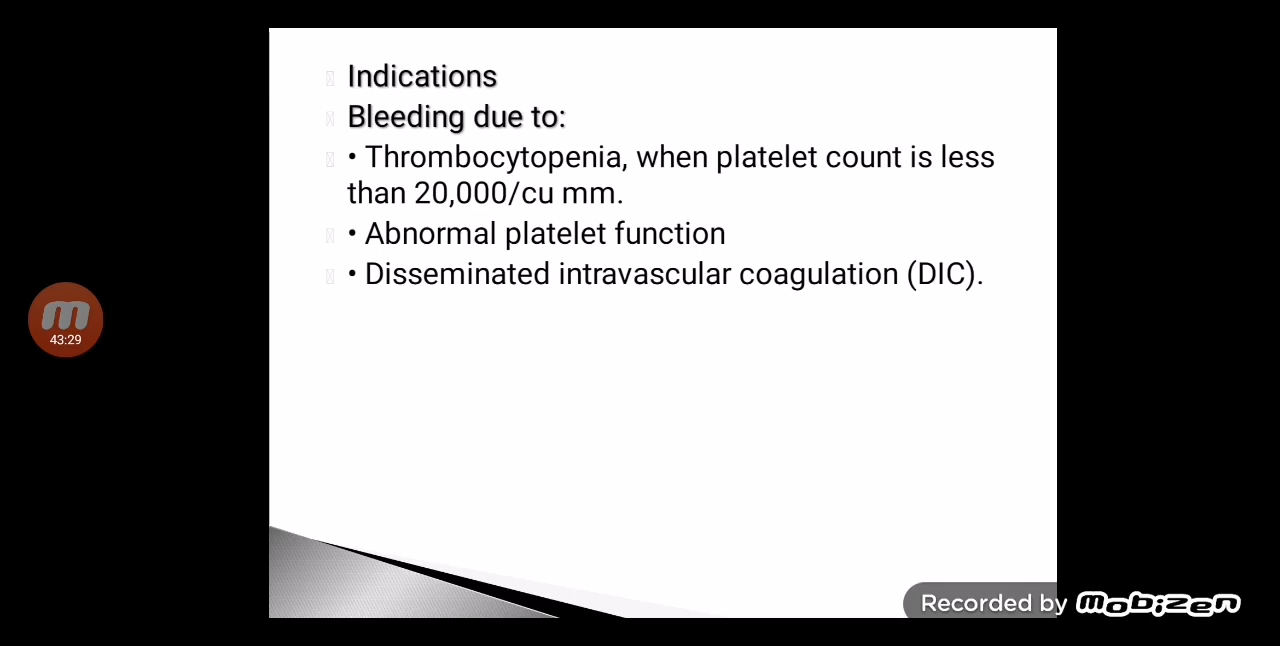 Indications
Bleeding due to:
• Thrombocytopenia, when platelet count is less
than 20,000/cu mm.
• Abnormal platelet function
• Disseminated intravascular coagulation (DIC).
43:29
Recorded by mobizen